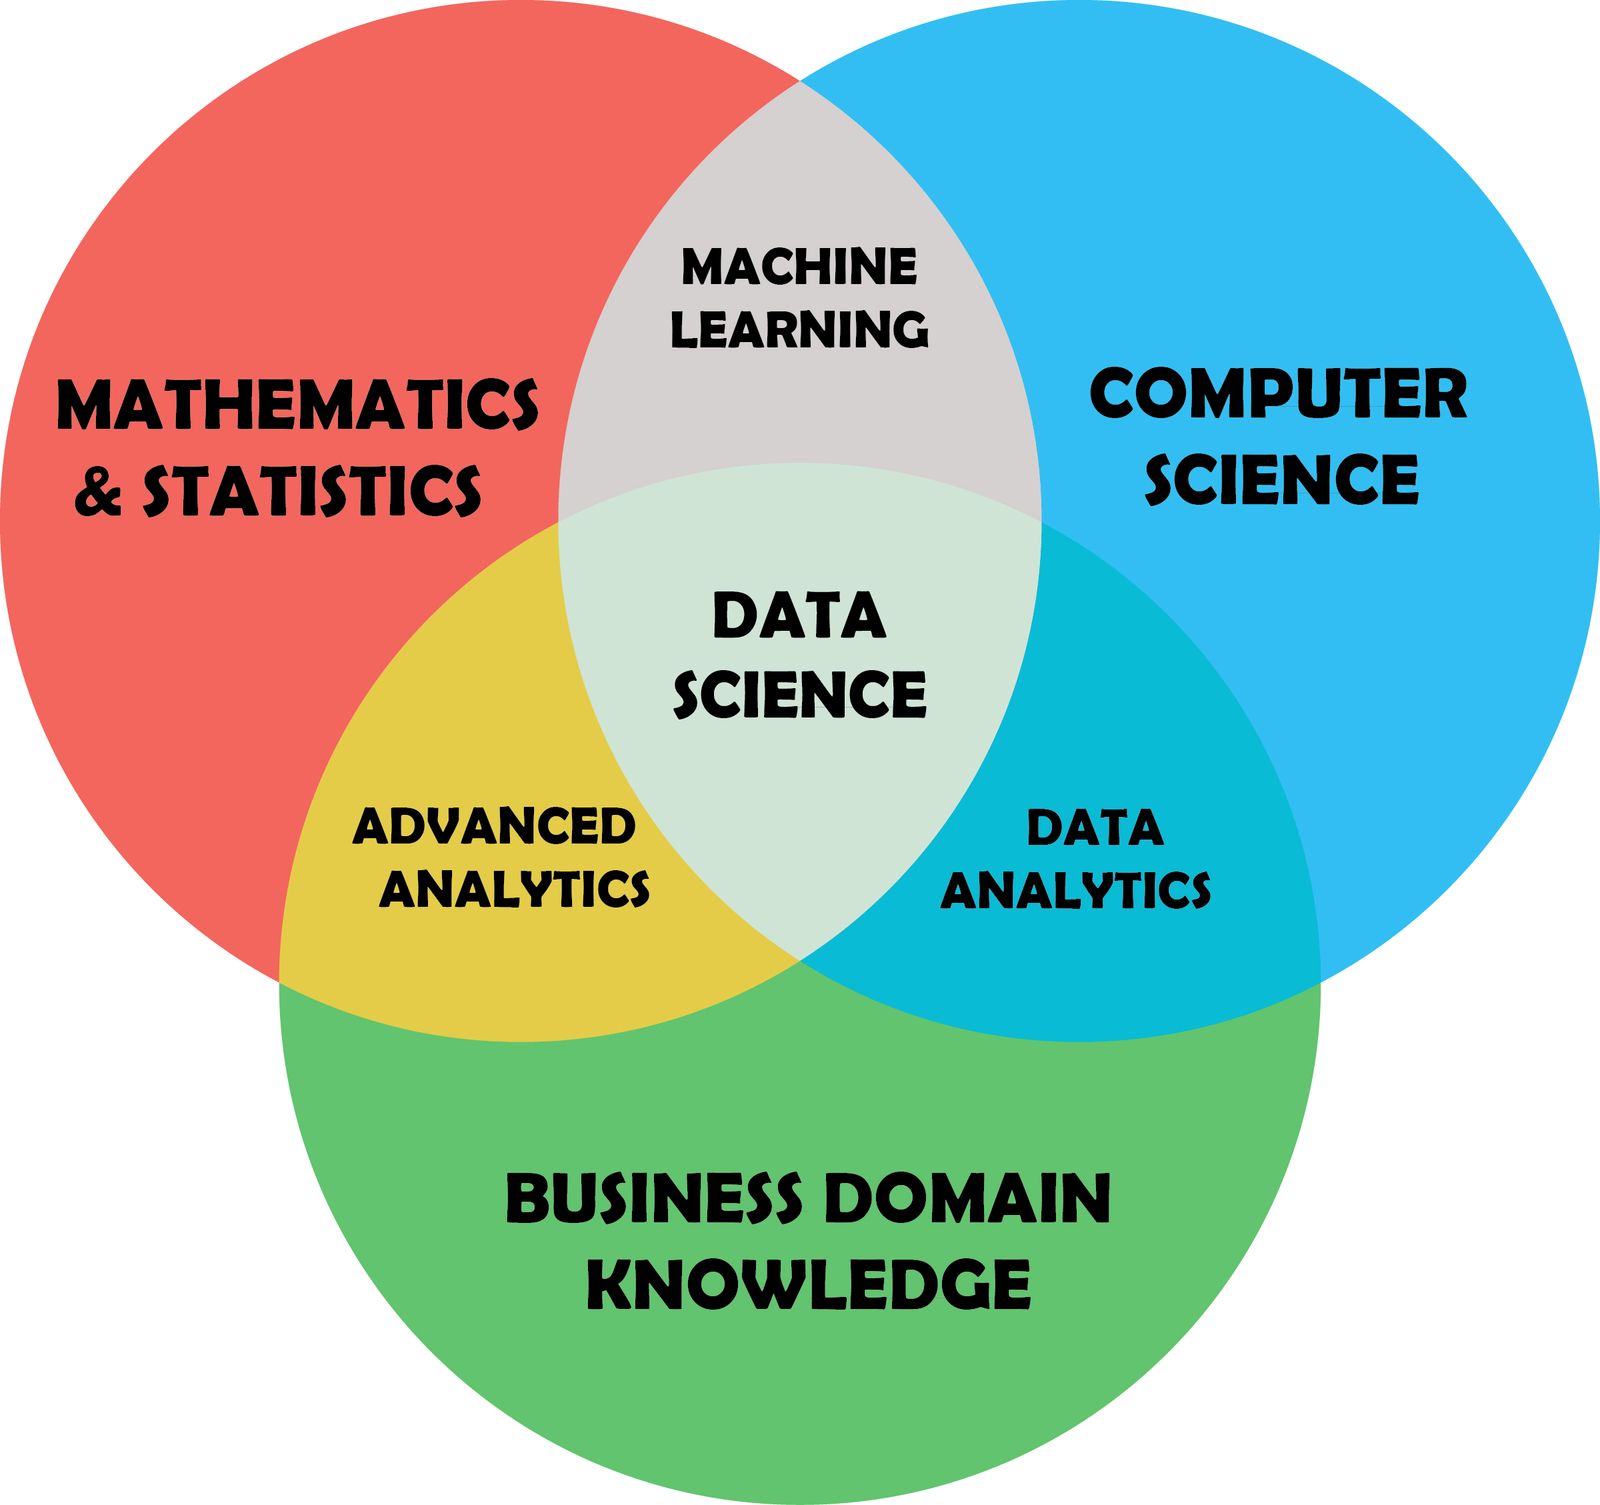 MACHINE
LEARNING
MATHEMATICS
& STATISTICS
COMPUTER
SCIENCE
DATA
SCIENCE
ADVANCED
ANALYTICS
DATA
ANALYTICS
BUSINESS DOMAIN
KNOWLEDGE